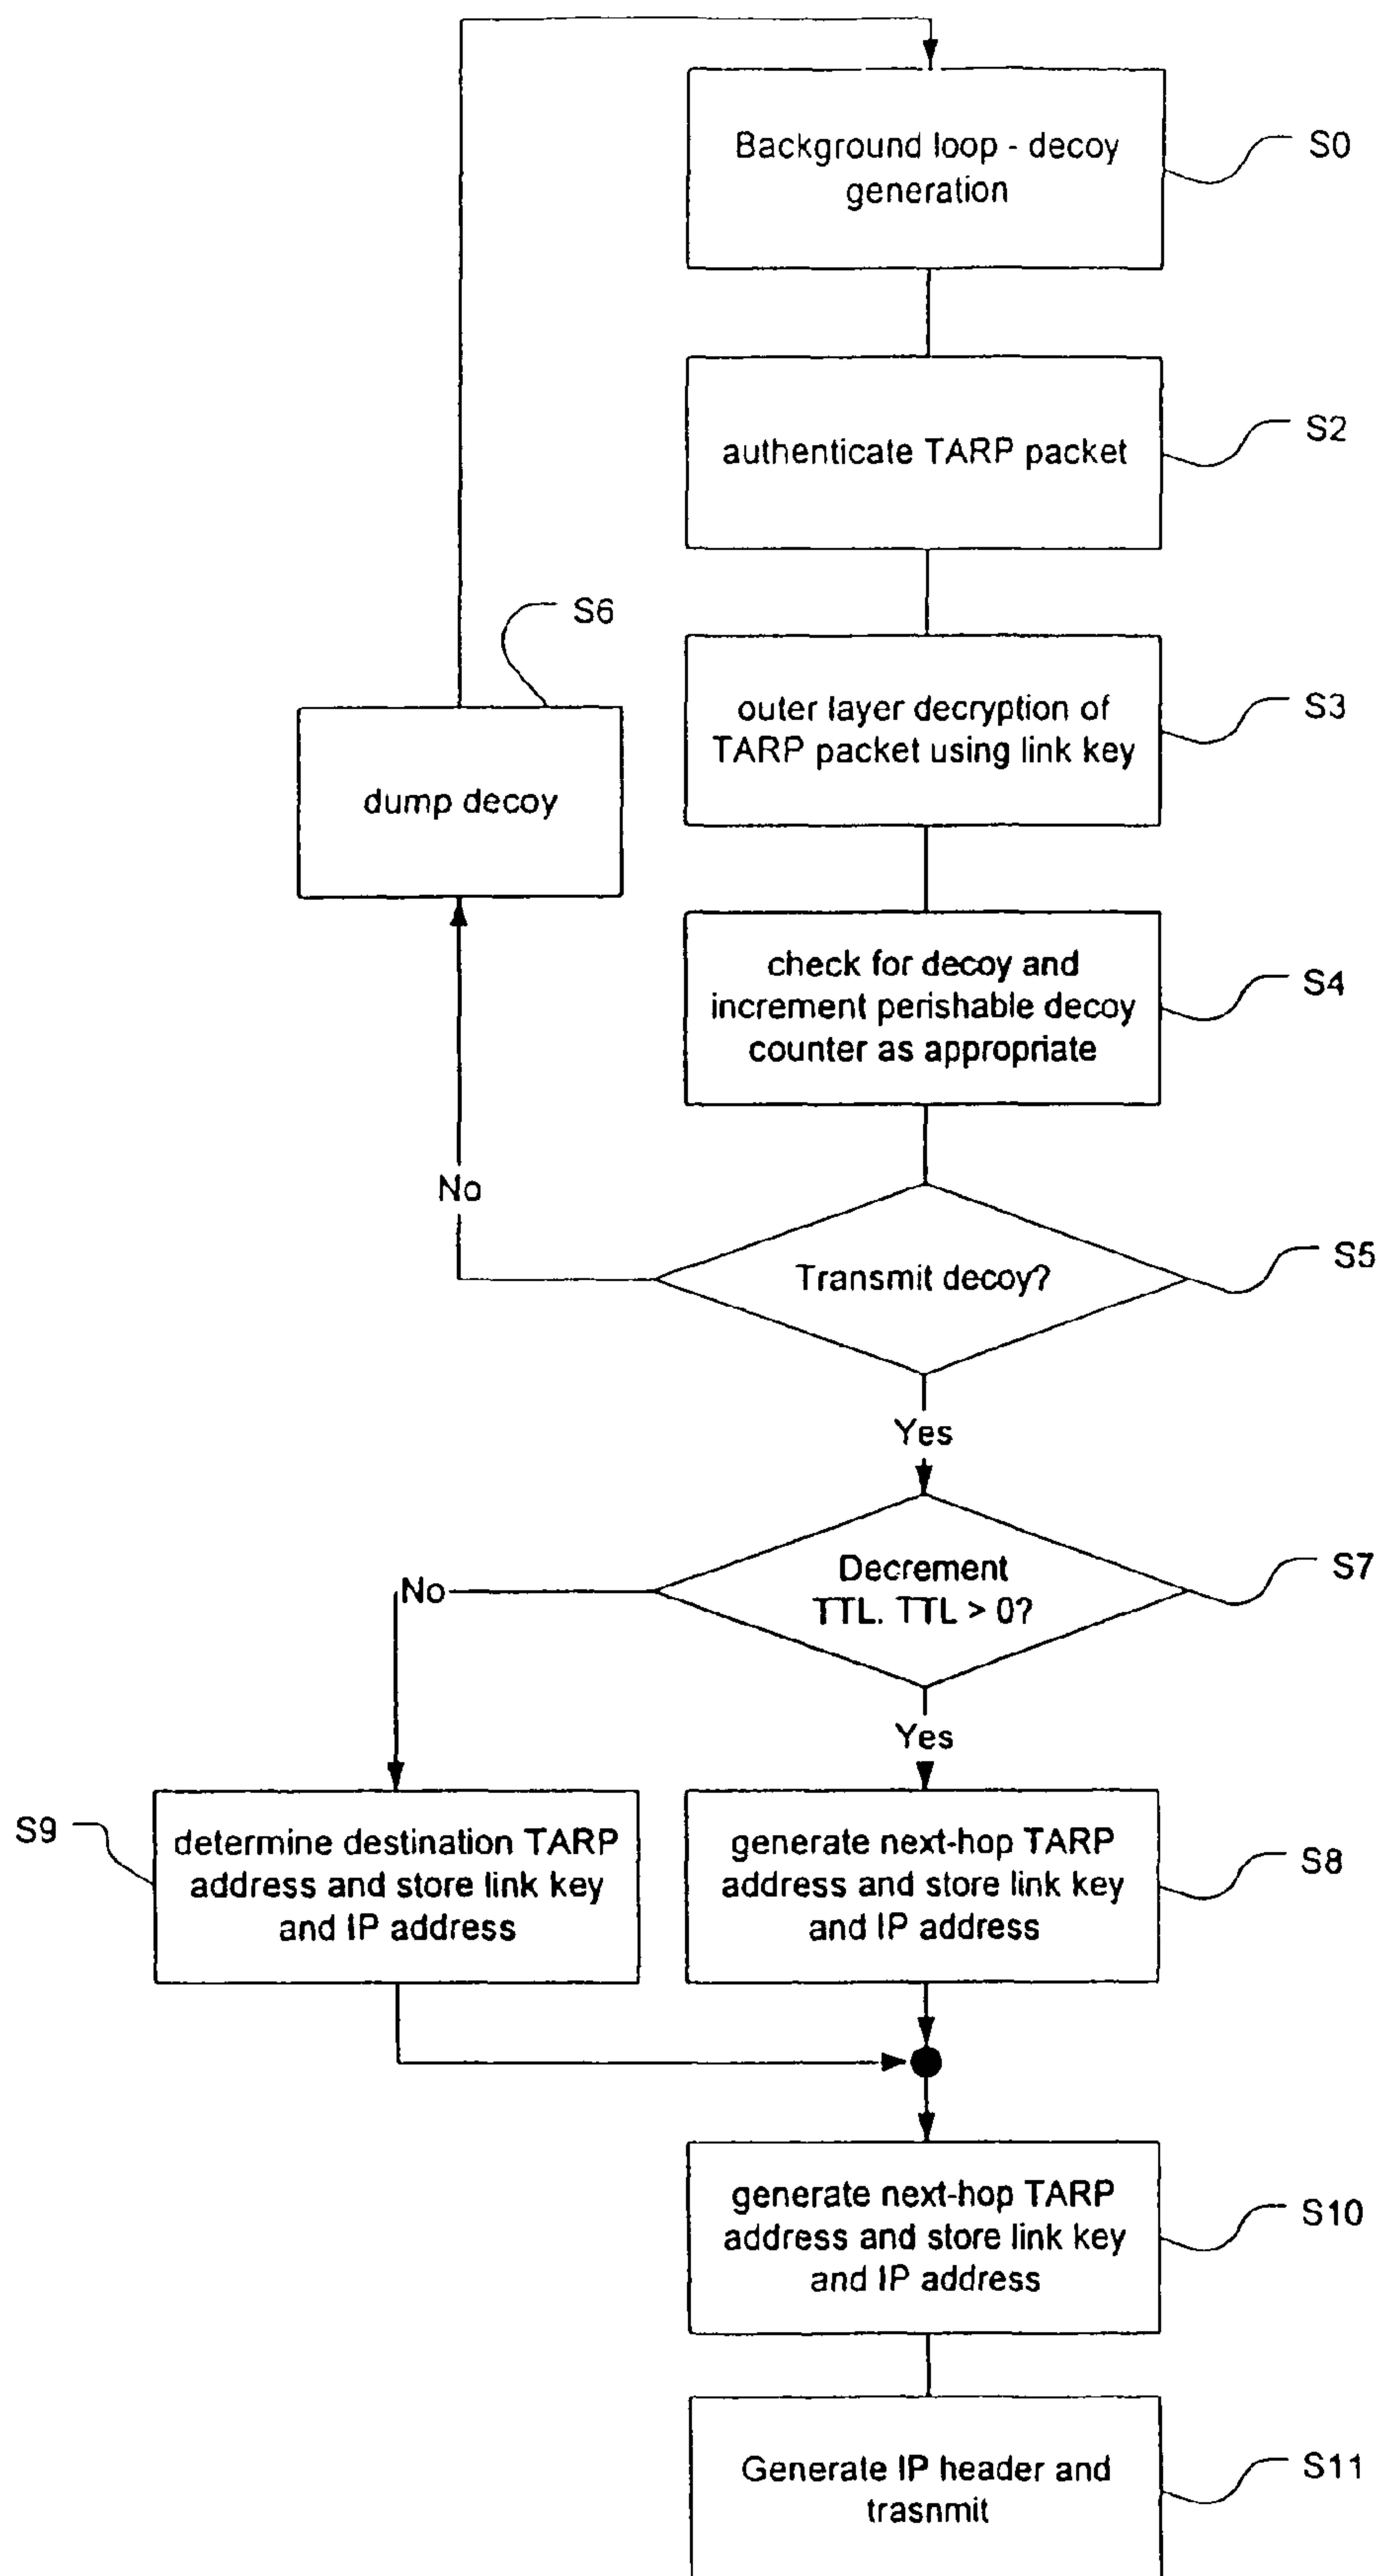 Background loop - decoy
generation
S0
authenticate TARP packet
S2
outer layer decryption of
TARP packet using link key
S3
S6
dump decoy
check for decoy and
increment perishable decoy
counter as appropriate
S4
No
Transmit decoy?
S5
Yes
Decrement
TTL. TTL > 0?
S7
No
Yes
S9
determine destination TARP
address and store link key
and IP address
generate next-hop TARP
address and store link key
and IP address
S8
generate next-hop TARP
address and store link key
and IP address
S10
Generate IP header and
trasnmit
S11